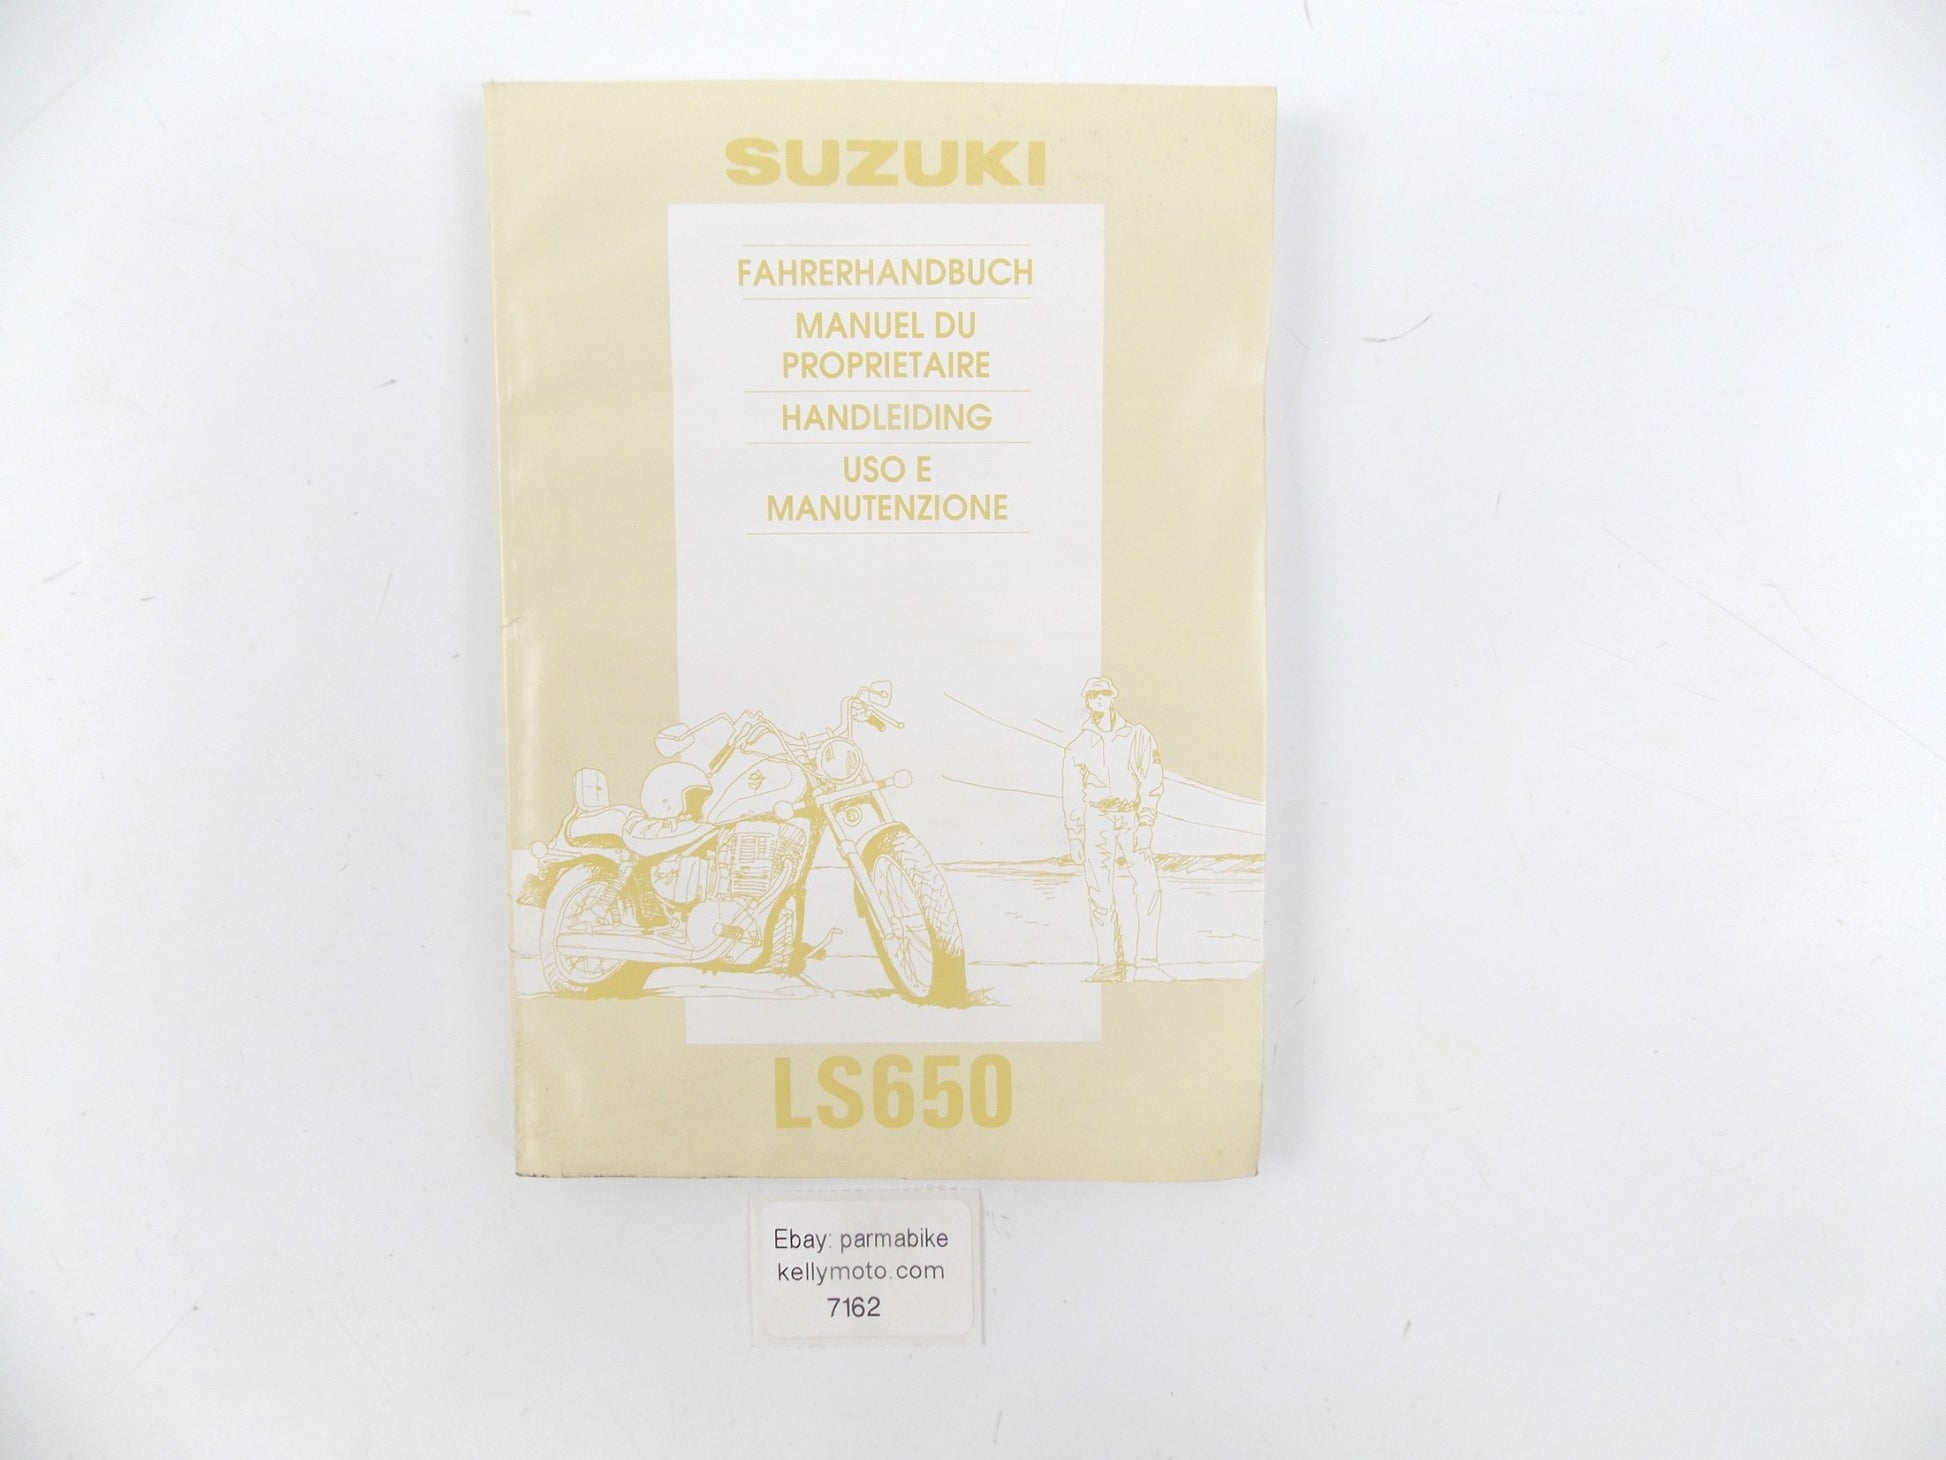 SUZUKI
FAHRERHANDBUCH
MANUEL DU
PROPRIETAIRE
HANDLEIDING
USO E
MANUTENZIONE
LS650
Ebay: parmabike
kellymoto.com
7162